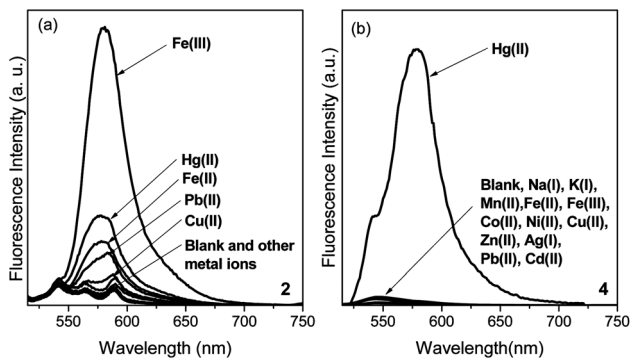 (a)
Fe(III)
Hg(II)
Fe(II)
Pb(II)
Cu(II)
Blank and other
metal ions
2
Fluorescence Intensity (a. u.)
550 600 650 700 750
Wavelength (nm)
(b)
Hg(II)
Blank, Na(I), K(I),
Mn(II),Fe(II), Fe(III),
Co(II), Ni(II), Cu(II),
Zn(II), Ag(I),
Pb(II), Cd(II)
4
Fluorescence Intensity (a.u.)
550 600 650 700 750
Wavelength(nm)